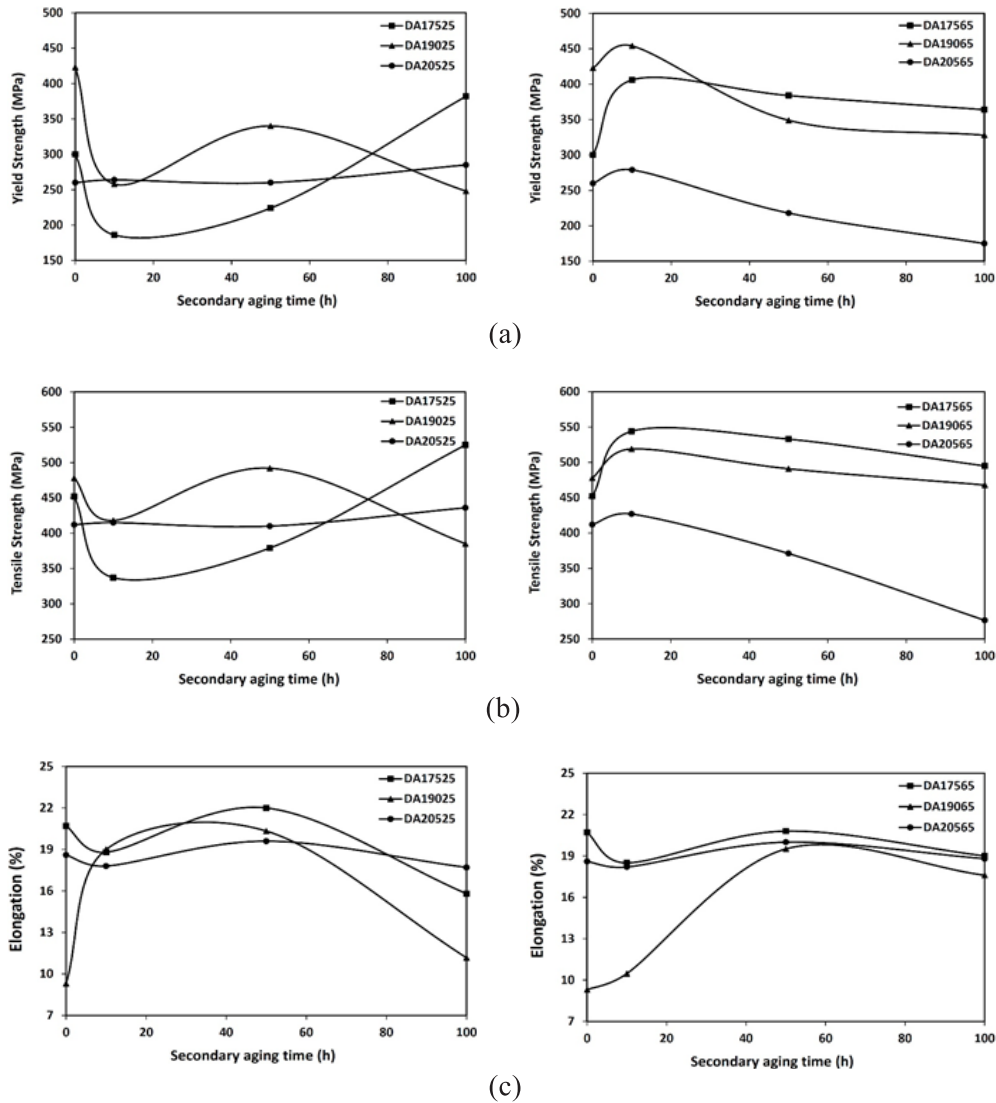 500
450
400
350
300
250
200
150
Yield Strength (MPa)
DA17525
DA19025
DA20525
0 20 40 60 80 100
Secondary aging time (h)
500
450
400
350
300
250
200
150
Yield Strength (MPa)
DA17565
DA19065
DA20565
0 20 40 60 80 100
Secondary aging time (h)
(a)
600
550
500
450
400
350
300
250
Tensile Strength (MPa)
DA17525
DA19025
DA20525
0 20 40 60 80 100
Secondary aging time (h)
600
550
500
450
400
350
300
250
Tensile Strength (MPa)
DA17565
DA19065
DA20565
0 20 40 60 80 100
Secondary aging time (h)
(b)
25
22
19
16
13
10
7
Elongation (%)
DA17525
DA19025
DA20525
0 20 40 60 80 100
Secondary aging time (h)
25
22
19
16
13
10
7
Elongation (%)
DA17565
DA19065
DA20565
0 20 40 60 80 100
Secondary aging time (h)
(c)